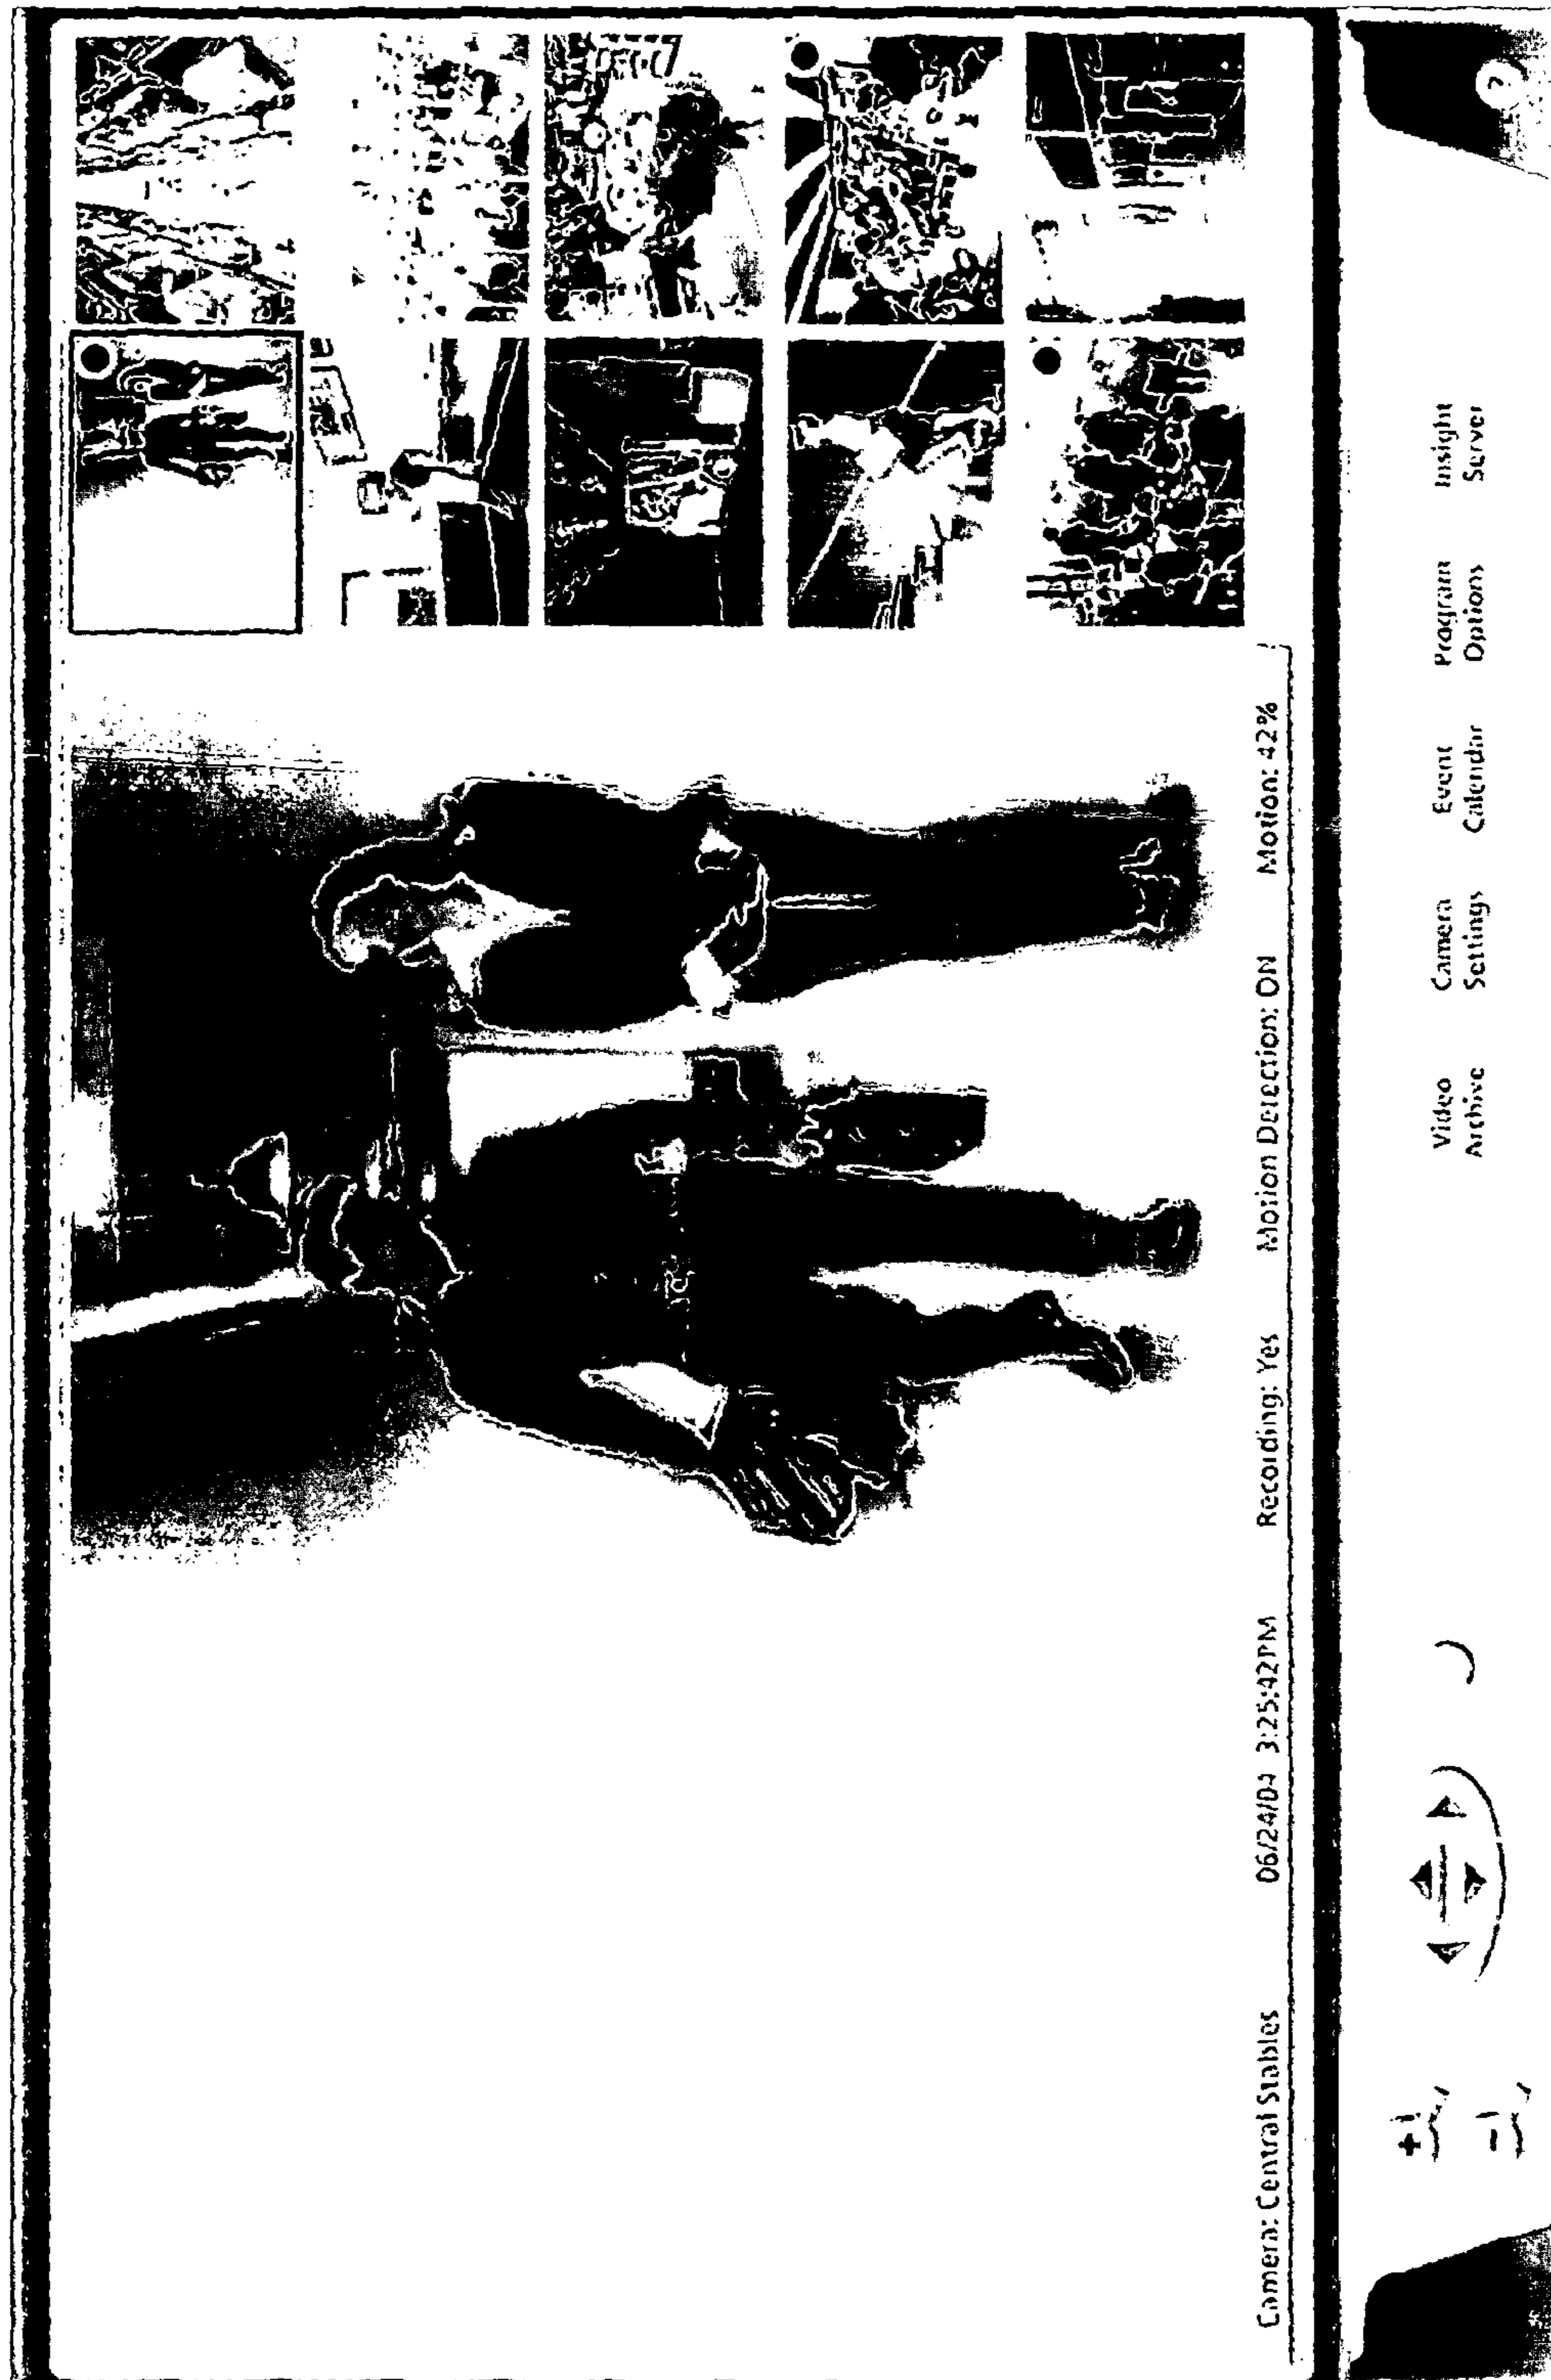 Camera: Central Stables 06/24/04 3:25:42PM Recording: Yes Motion Detection: ON Motion: 42%
+
-
Video Archive
Camera Settings
Event Calendar
Program Options
Insight Server
?